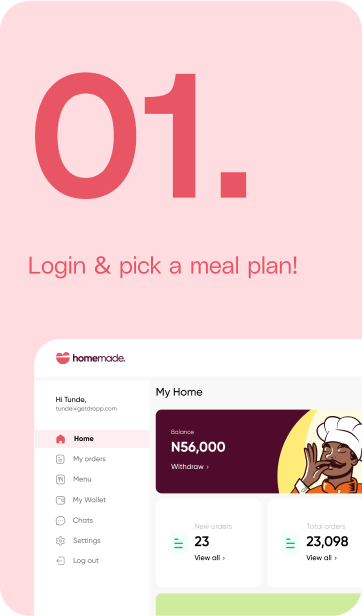 01.
Login & pick a meal plan!
homemade.
Hi Tunde,
tunde@getdropp.com
Home
My orders
Menu
My Wallet
Chats
Settings
Log out
My Home
Balance
N56,000
Withdraw ›
New orders
23
View all ›
Total orders
23,098
View all ›